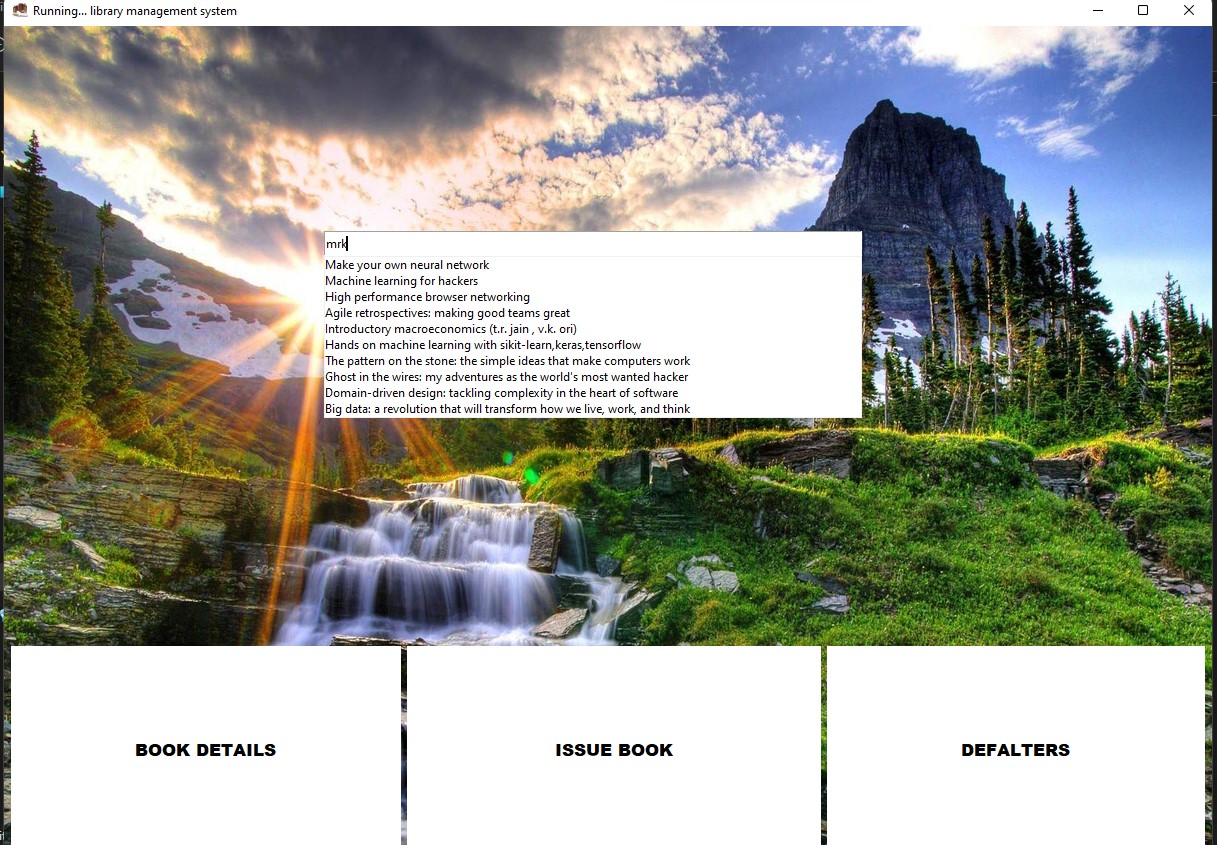 Running... library management system
mrk
Make your own neural network
Machine learning for hackers
High performance browser networking
Agile retrospectives: making good teams great
Introductory macroeconomics (t.r. jain , v.k. ori)
Hands on machine learning with sikit-learn,keras,tensorflow
The pattern on the stone: the simple ideas that make computers work
Ghost in the wires: my adventures as the world's most wanted hacker
Domain-driven design: tackling complexity in the heart of software
Big data: a revolution that will transform how we live, work, and think
BOOK DETAILS
ISSUE BOOK
DEFALTERS